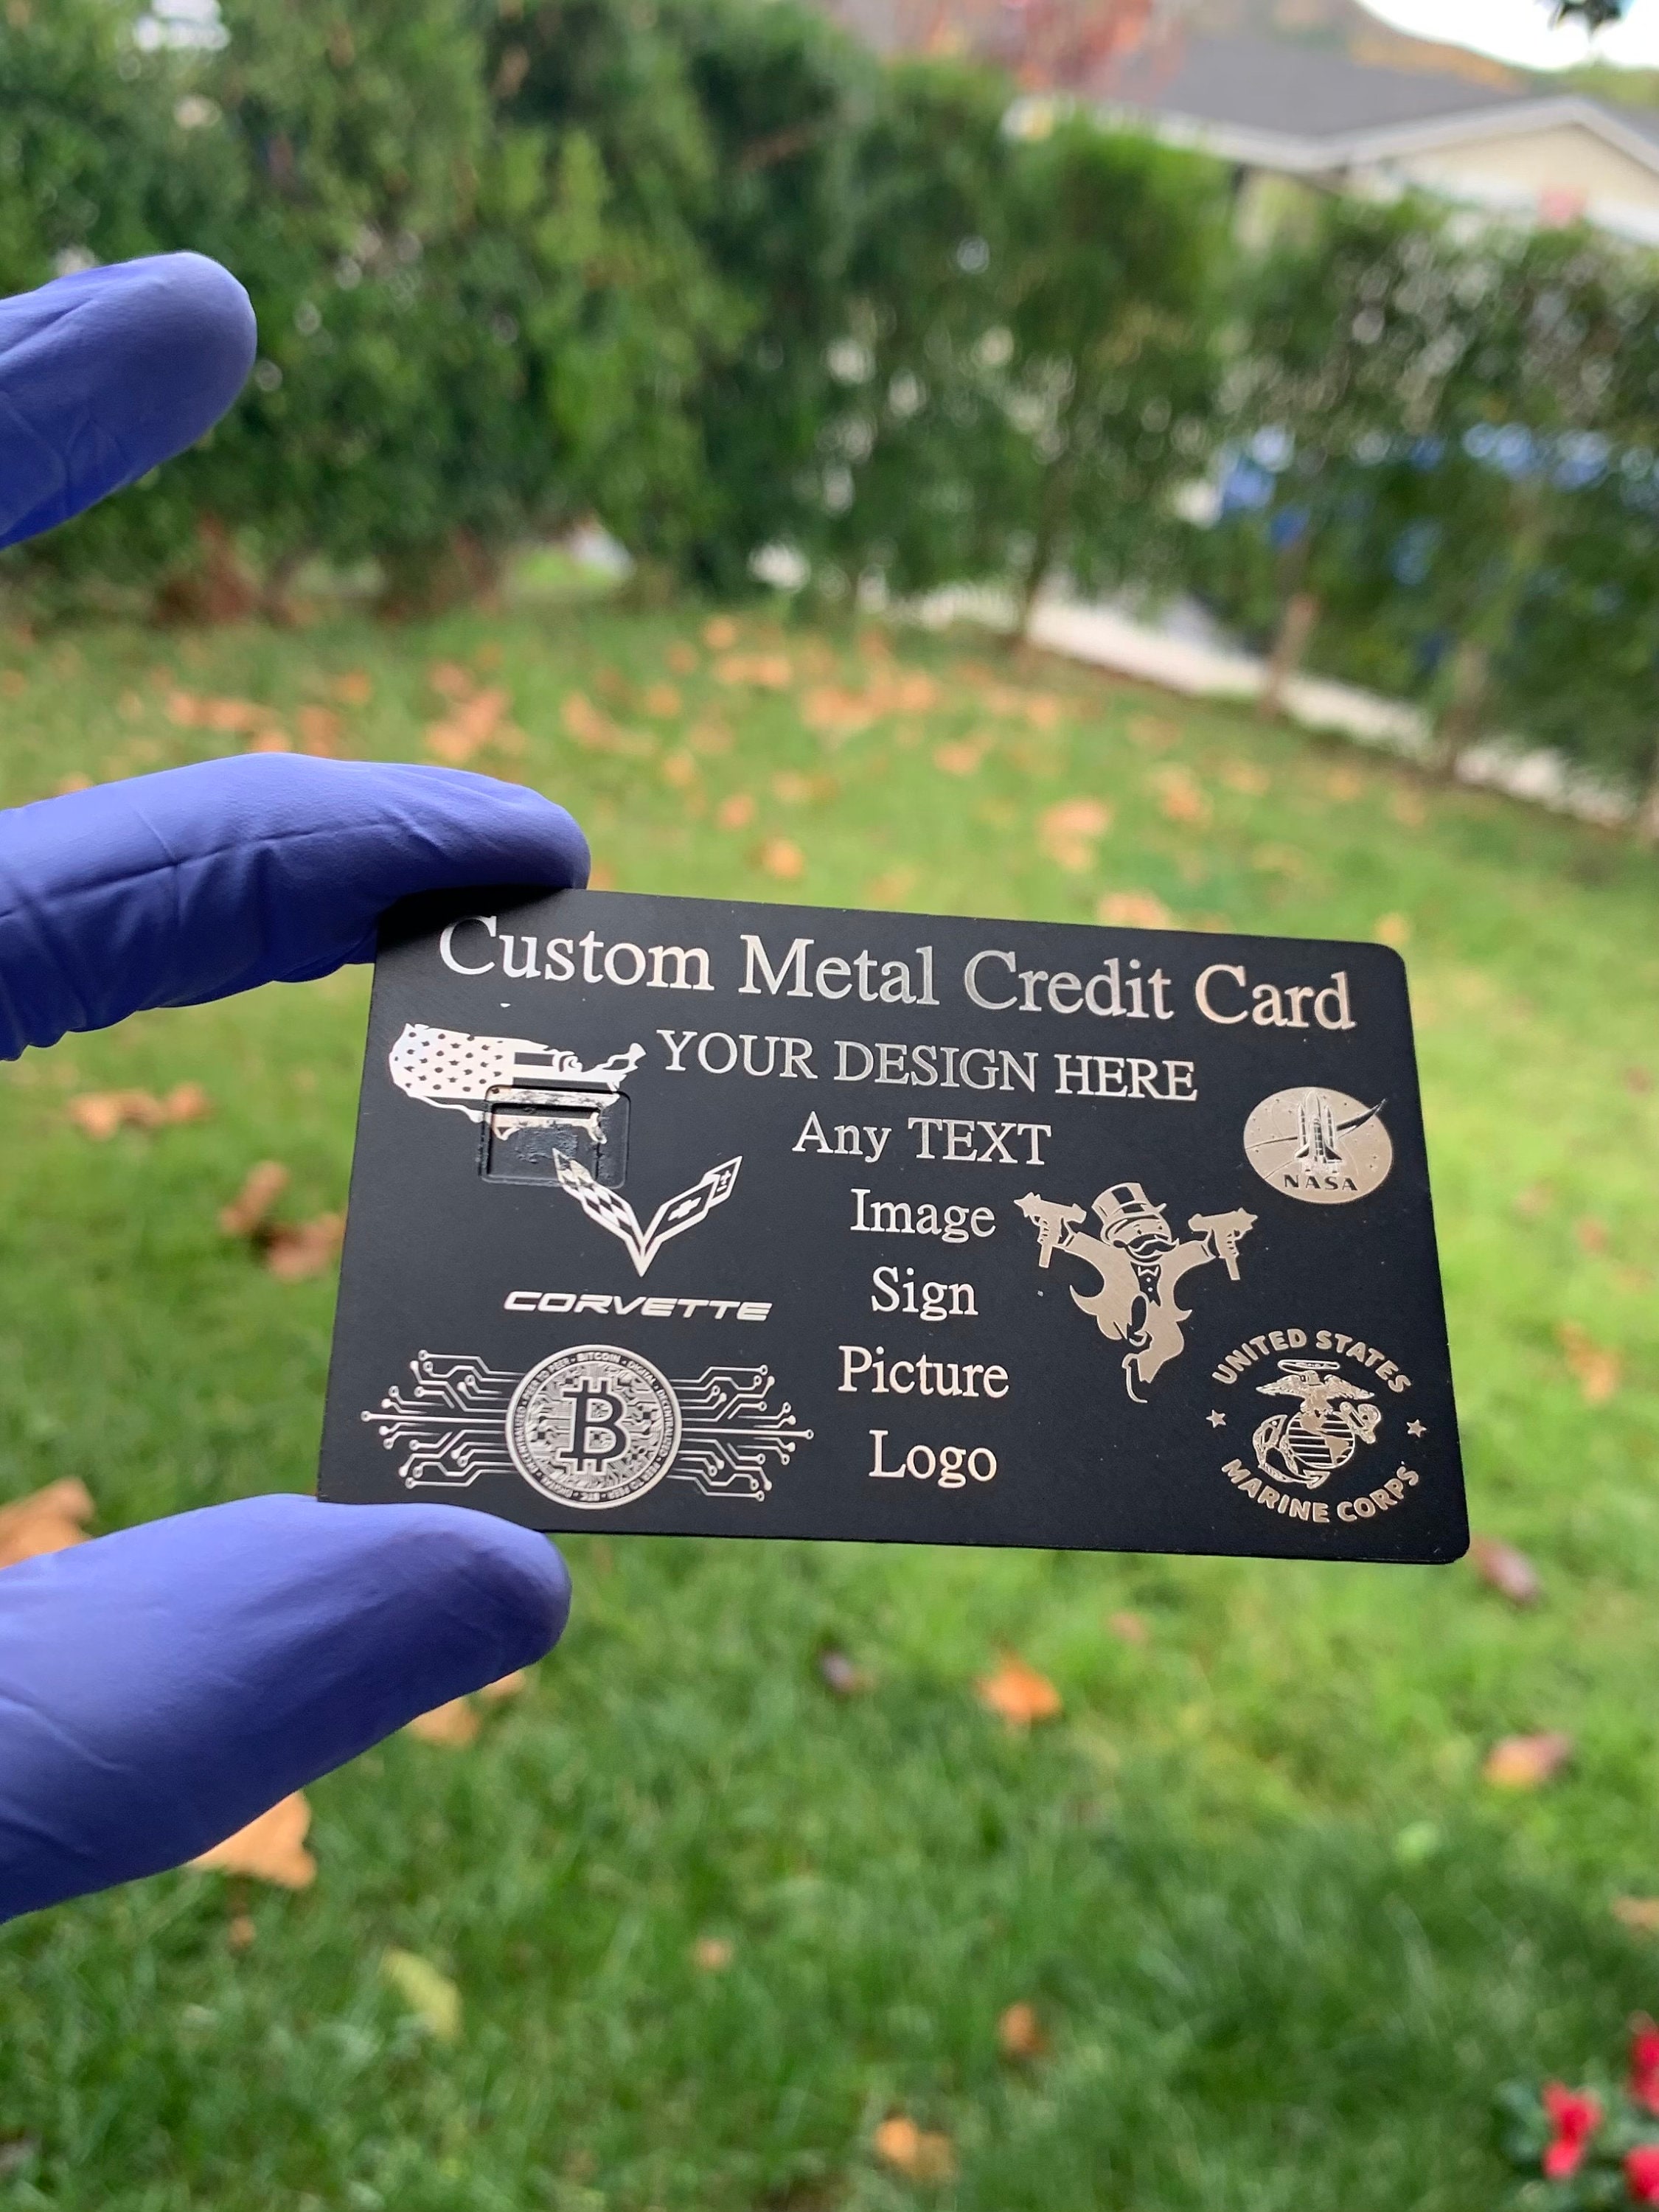 Custom Metal Credit Card
YOUR DESIGN HERE
Any TEXT
Image
Sign
Picture
Logo
CORVETTE
BITCOIN
B
NASA
UNITED STATES
MARINE CORPS